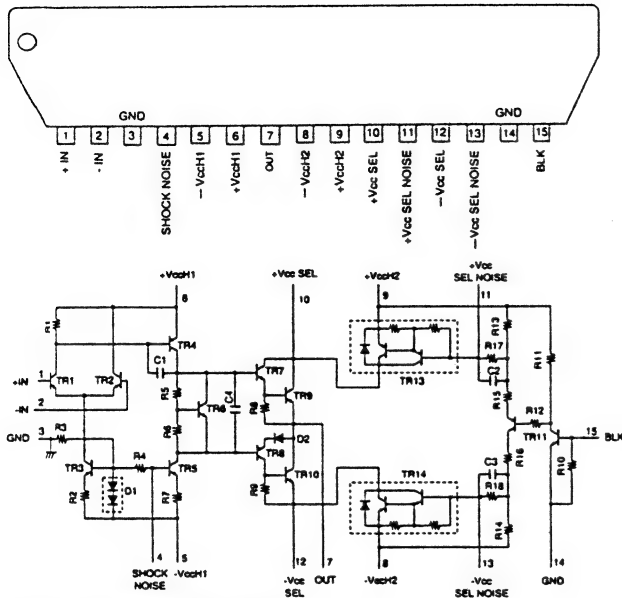 GND
GND
1 2 3 4 5 6 7 8 9 10 11 12 13 14 15
+ IN
- IN
SHOCK NOISE
- VccH1
+VccH1
OUT
- VccH2
+VccH2
+Vcc SEL
+Vcc SEL NOISE
- Vcc SEL
- Vcc SEL NOISE
BLK
+VccH1
+Vcc SEL
+VccH2
+Vcc
SEL NOISE
6
10
9
11
R1
TR4
C1
TR7
TR13
R17
R13
C2
R11
+IN
1
TR1
TR2
R5
TR6
C4
R8
TR9
R15
-IN
2
R12
TR11
15
BLK
GND
3
R3
R6
D2
TR8
R16
R10
TR3
R4
TR5
TR10
TR14
C3
R18
R2
D1
R7
R9
R14
4
5
12
7
8
13
14
SHOCK
NOISE
-VccH1
-Vcc
SEL
OUT
-VccH2
-Vcc
SEL NOISE
GND